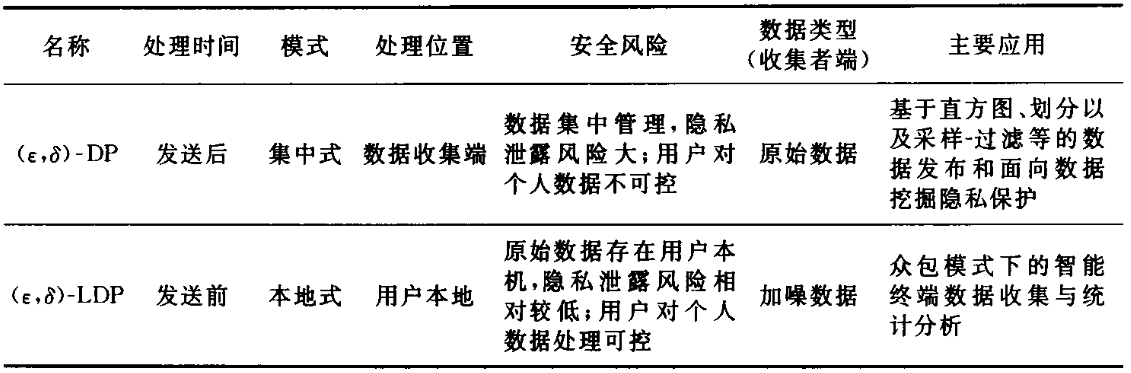 名称 处理时间 模式 处理位置 安全风险 数据类型（收集者端） 主要应用
(ε,δ)-DP 发送后 集中式 数据收集端 数据集中管理,隐私泄露风险大;用户对个人数据不可控 原始数据 基于直方图、划分以及采样-过滤等的数据发布和面向数据挖掘隐私保护
(ε,δ)-LDP 发送前 本地式 用户本地 原始数据存在用户本机,隐私泄露风险相对较低;用户对个人数据处理可控 加噪数据 众包模式下的智能终端数据收集与统计分析